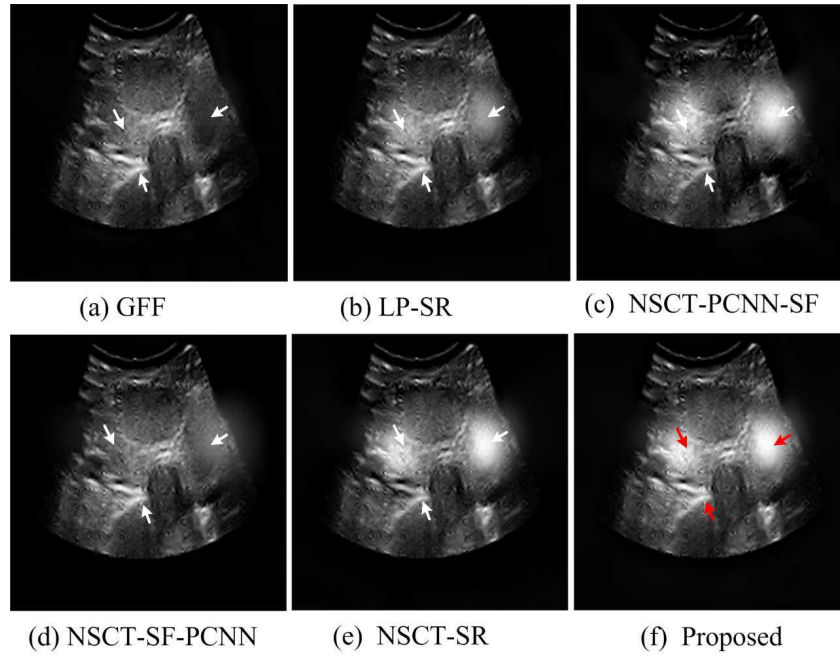 (a) GFF
(b) LP-SR
(c) NSCT-PCNN-SF
(d) NSCT-SF-PCNN
(e) NSCT-SR
(f) Proposed